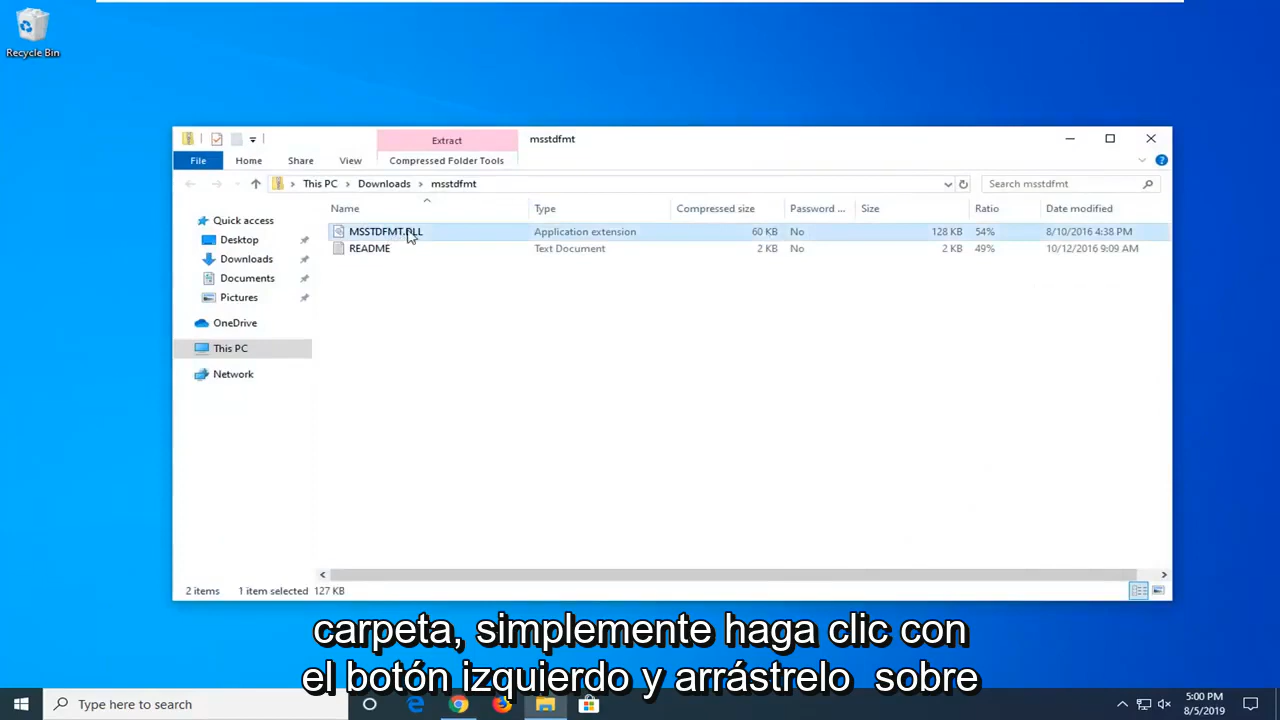 Recycle Bin
Extract
msstdfmt
File
Home
Share
View
Compressed Folder Tools
This PC
Downloads
msstdfmt
Search msstdfmt
Name
Type
Compressed size
Password ...
Size
Ratio
Date modified
Quick access
Desktop
Downloads
Documents
Pictures
OneDrive
This PC
Network
MSSTDFMT.DLL
Application extension
60 KB
No
128 KB
54%
8/10/2016 4:38 PM
README
Text Document
2 KB
No
2 KB
49%
10/12/2016 9:09 AM
2 items
1 item selected
127 KB
carpeta, simplemente haga clic con
el botón izquierdo y arrástrelo sobre
Type here to search
5:00 PM
8/5/2019